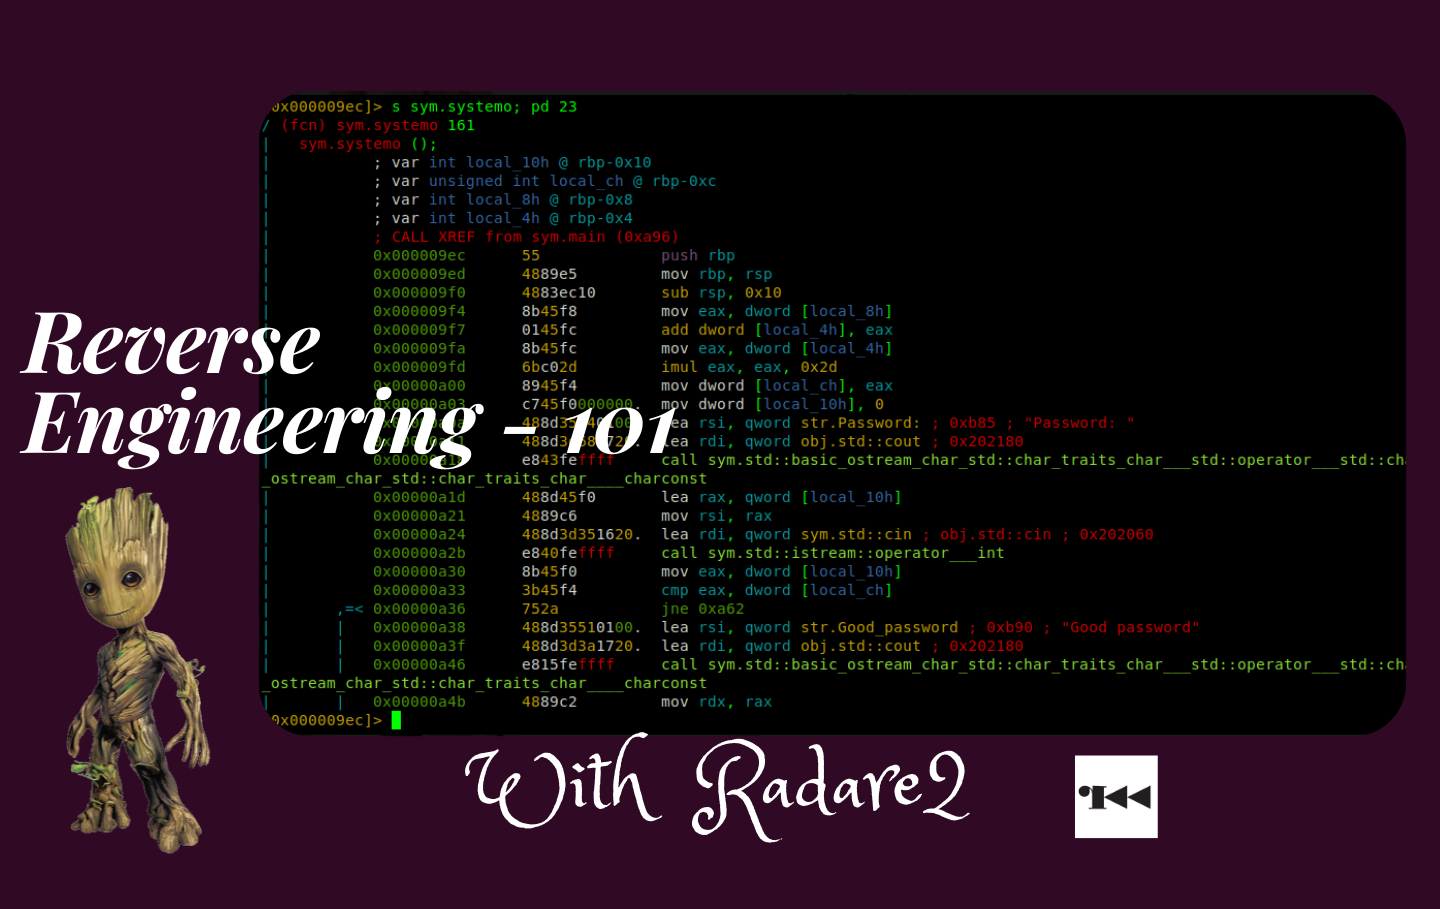 0x000009ec]> s sym.systemo; pd 23
/ (fcn) sym.systemo 161
|   sym.systemo ();
|           ; var int local_10h @ rbp-0x10
|           ; var unsigned int local_ch @ rbp-0xc
|           ; var int local_8h @ rbp-0x8
|           ; var int local_4h @ rbp-0x4
|           ; CALL XREF from sym.main (0xa96)
|           0x000009ec      55             push rbp
|           0x000009ed      4889e5         mov rbp, rsp
|           0x000009f0      4883ec10       sub rsp, 0x10
|           0x000009f4      8b45f8         mov eax, dword [local_8h]
|           0x000009f7      0145fc         add dword [local_4h], eax
|           0x000009fa      8b45fc         mov eax, dword [local_4h]
|           0x000009fd      6bc02d         imul eax, eax, 0x2d
|           0x00000a00      8945f4         mov dword [local_ch], eax
|           0x00000a03      c745f0000000.  mov dword [local_10h], 0
lea rsi, qword str.Password: ; 0xb85 ; "Password: "
lea rdi, qword obj.std::cout ; 0x202180
e843feffff     call sym.std::basic_ostream_char_std::char_traits_char___std::operator___std::ch
_ostream_char_std::char_traits_char____charconst
|           0x00000a1d      488d45f0       lea rax, qword [local_10h]
|           0x00000a21      4889c6         mov rsi, rax
|           0x00000a24      488d3d351620.  lea rdi, qword sym.std::cin ; obj.std::cin ; 0x202060
|           0x00000a2b      e840feffff     call sym.std::istream::operator___int
|           0x00000a30      8b45f0         mov eax, dword [local_10h]
|           0x00000a33      3b45f4         cmp eax, dword [local_ch]
|       ,=< 0x00000a36      752a           jne 0xa62
|       |   0x00000a38      488d35510100.  lea rsi, qword str.Good_password ; 0xb90 ; "Good password"
|       |   0x00000a3f      488d3d3a1720.  lea rdi, qword obj.std::cout ; 0x202180
|       |   0x00000a46      e815feffff     call sym.std::basic_ostream_char_std::char_traits_char___std::operator___std::ch
_ostream_char_std::char_traits_char____charconst
|       |   0x00000a4b      4889c2         mov rdx, rax
0x000009ec]>
Reverse
Engineering - 101
With Radare2